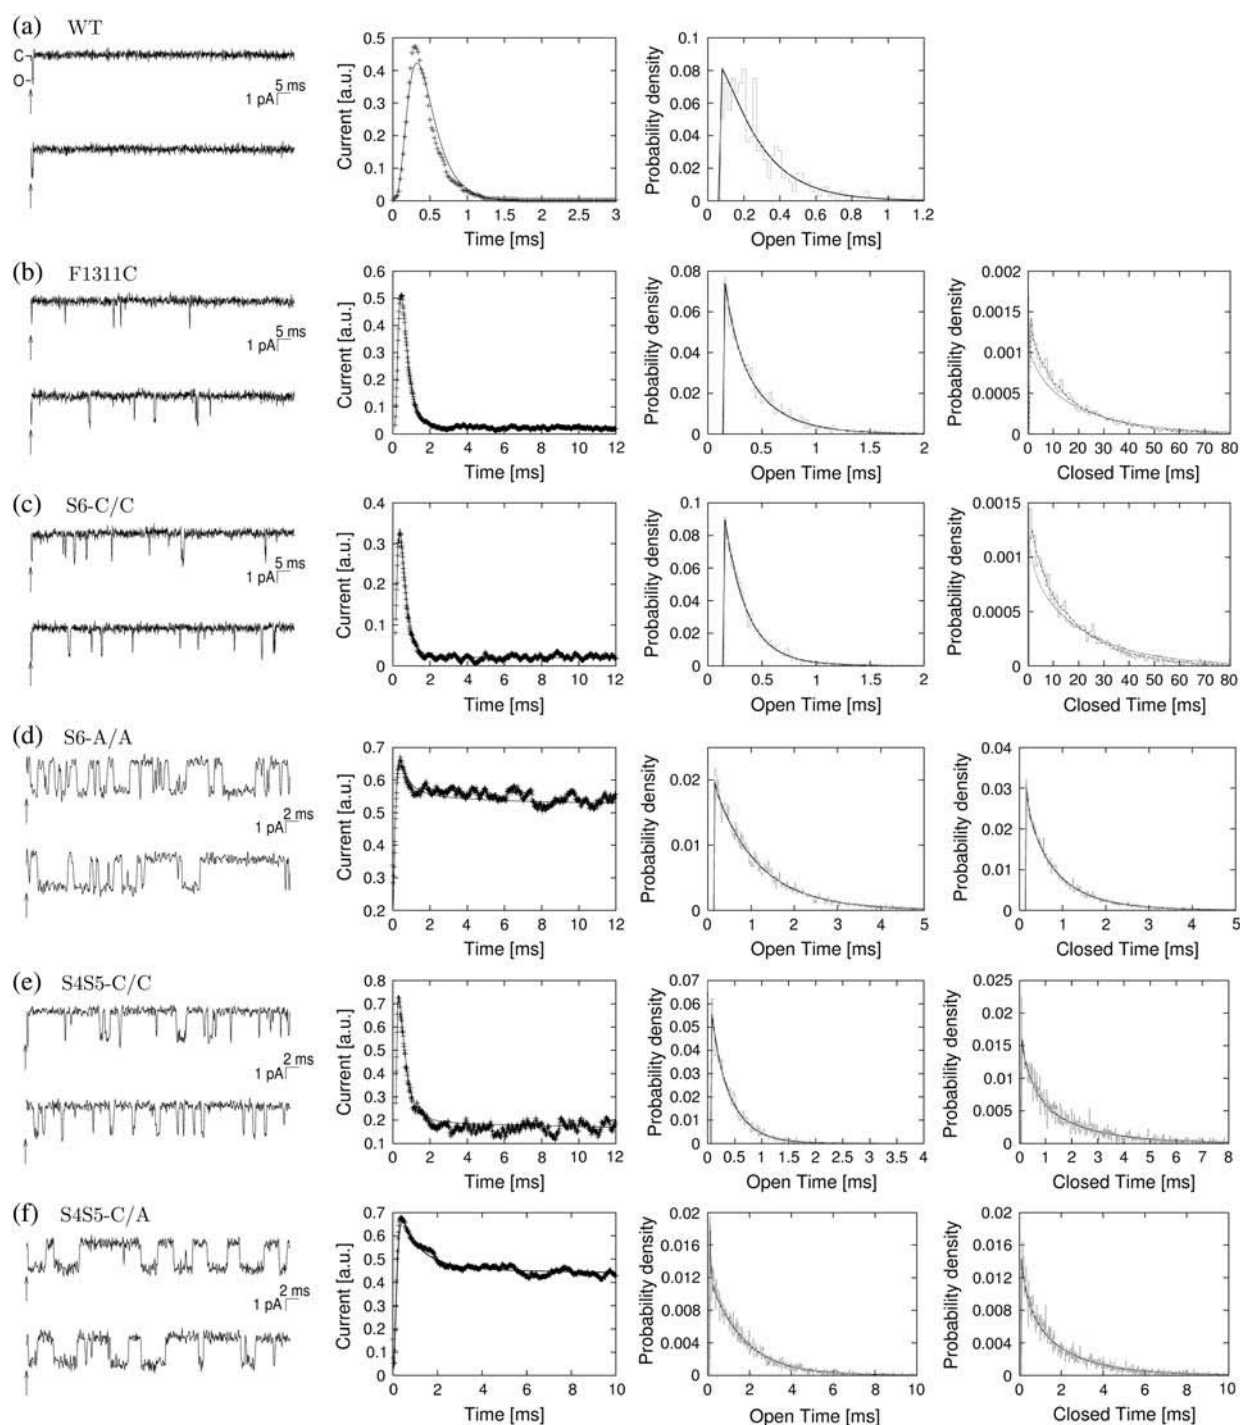 (a) WT
C
O
5 ms
1 pA
Current [a.u.]
0.5
0.4
0.3
0.2
0.1
0
0 0.5 1 1.5 2 2.5 3
Time [ms]
Probability density
0.1
0.08
0.06
0.04
0.02
0
0 0.2 0.4 0.6 0.8 1 1.2
Open Time [ms]
(b) F1311C
5 ms
1 pA
Current [a.u.]
0.6
0.5
0.4
0.3
0.2
0.1
0
0 2 4 6 8 10 12
Time [ms]
Probability density
0.08
0.07
0.06
0.05
0.04
0.03
0.02
0.01
0
0 0.5 1 1.5 2
Open Time [ms]
Probability density
0.002
0.0015
0.001
0.0005
0
0 10 20 30 40 50 60 70 80
Closed Time [ms]
(c) S6-C/C
5 ms
1 pA
Current [a.u.]
0.4
0.3
0.2
0.1
0
0 2 4 6 8 10 12
Time [ms]
Probability density
0.1
0.08
0.06
0.04
0.02
0
0 0.5 1 1.5 2
Open Time [ms]
Probability density
0.0015
0.001
0.0005
0
0 10 20 30 40 50 60 70 80
Closed Time [ms]
(d) S6-A/A
2 ms
1 pA
Current [a.u.]
0.7
0.6
0.5
0.4
0.3
0.2
0 2 4 6 8 10 12
Time [ms]
Probability density
0.02
0.01
0
0 1 2 3 4 5
Open Time [ms]
Probability density
0.04
0.03
0.02
0.01
0
0 1 2 3 4 5
Closed Time [ms]
(e) S4S5-C/C
2 ms
1 pA
Current [a.u.]
0.8
0.7
0.6
0.5
0.4
0.3
0.2
0.1
0 2 4 6 8 10 12
Time [ms]
Probability density
0.07
0.06
0.05
0.04
0.03
0.02
0.01
0
0 0.5 1 1.5 2 2.5 3 3.5 4
Open Time [ms]
Probability density
0.025
0.02
0.015
0.01
0.005
0
0 1 2 3 4 5 6 7 8
Closed Time [ms]
(f) S4S5-C/A
2 ms
1 pA
Current [a.u.]
0.7
0.6
0.5
0.4
0.3
0.2
0.1
0
0 2 4 6 8 10
Time [ms]
Probability density
0.02
0.016
0.012
0.008
0.004
0
0 2 4 6 8 10
Open Time [ms]
Probability density
0.02
0.016
0.012
0.008
0.004
0
0 2 4 6 8 10
Closed Time [ms]